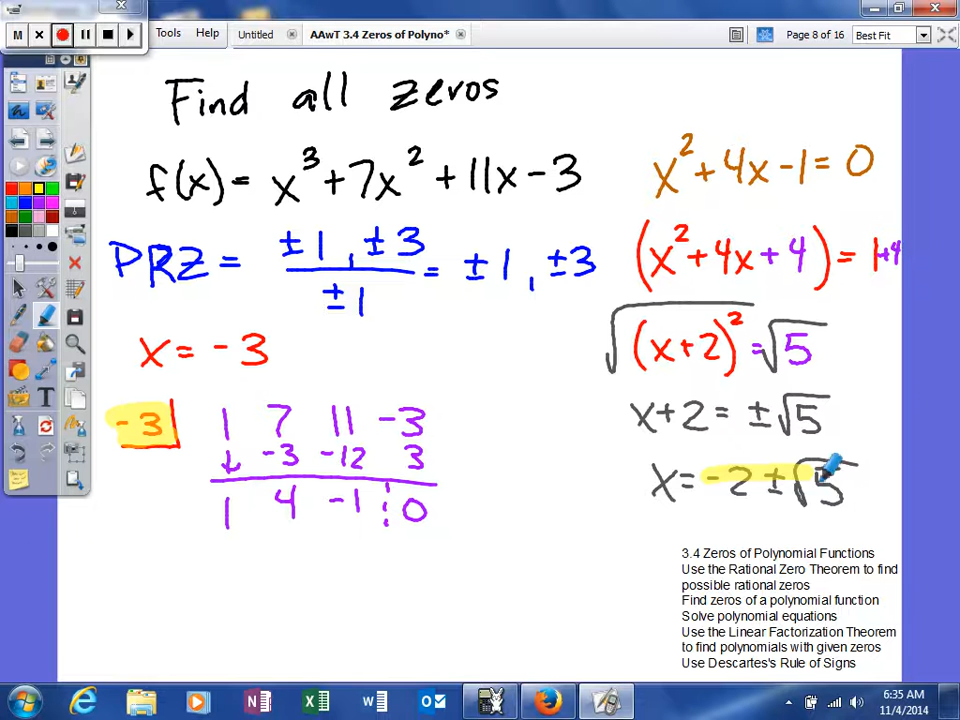 M
Tools Help Untitled AAwT 3.4 Zeros of Polyno* Page 8 of 16 Best Fit
Find all zeros
f(x)= x³+7x²+11x-3
PRZ = ±1, ±3 / ±1 = ±1, ±3
x = -3
-3| 1 7 11 -3
↓ -3 -12 3
1 4 -1 ¦ 0
x²+4x-1=0
(x²+4x+4)=1+4
√(x+2)²=√5
x+2= ±√5
x= -2 ±√5
3.4 Zeros of Polynomial Functions
Use the Rational Zero Theorem to find
possible rational zeros
Find zeros of a polynomial function
Solve polynomial equations
Use the Linear Factorization Theorem
to find polynomials with given zeros
Use Descartes's Rule of Signs
6:35 AM
11/4/2014